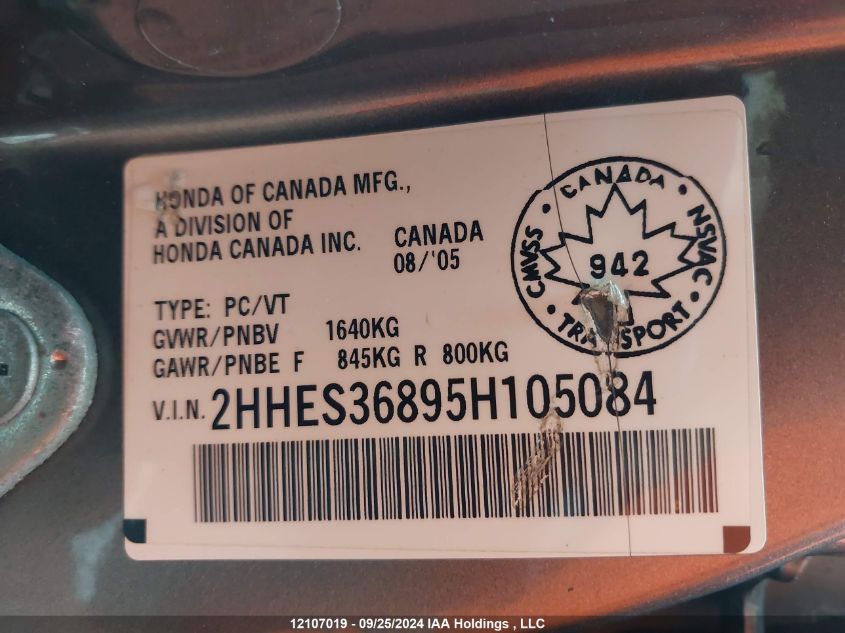 HONDA OF CANADA MFG.,
A DIVISION OF
HONDA CANADA INC. CANADA
08/'05
CANADA
CMVSS 942 NSVAC
TRANSPORT
TYPE: PC/VT
GVWR/PNBV 1640KG
GAWR/PNBE F 845KG R 800KG
V.I.N. 2HHES36895H105084
12107019 - 09/25/2024 IAA Holdings , LLC